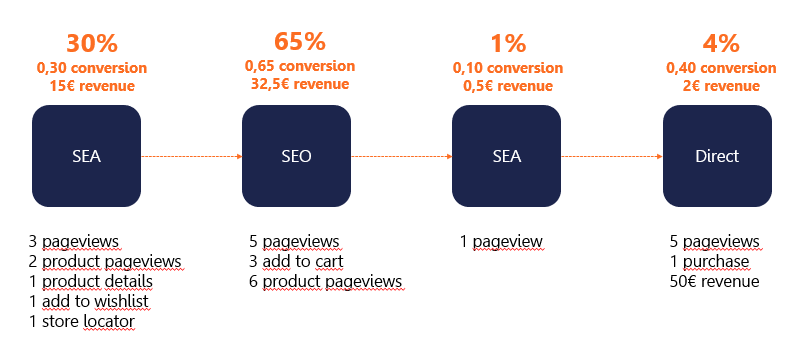 30%
0,30 conversion
15€ revenue
65%
0,65 conversion
32,5€ revenue
1%
0,10 conversion
0,5€ revenue
4%
0,40 conversion
2€ revenue
SEA
SEO
SEA
Direct
3 pageviews
2 product pageviews
1 product details
1 add to wishlist
1 store locator
5 pageviews
3 add to cart
6 product pageviews
1 pageview
5 pageviews
1 purchase
50€ revenue